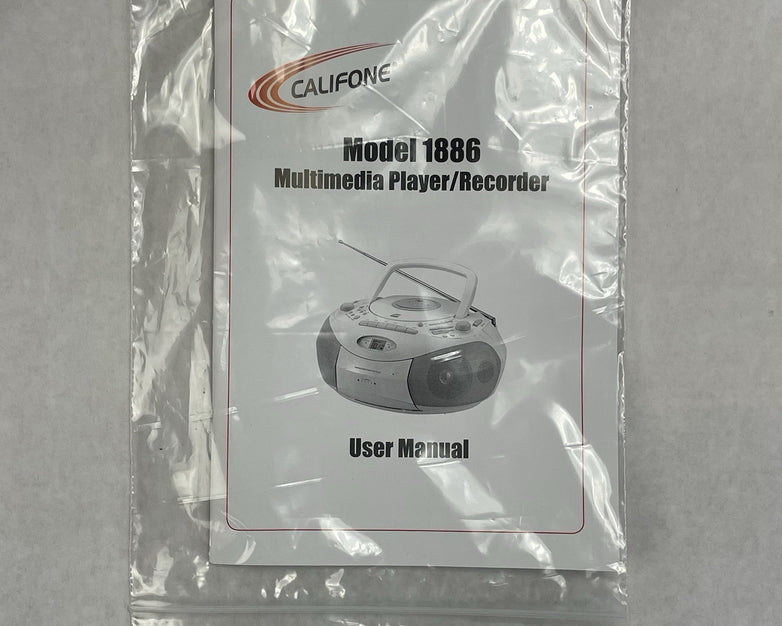 CALIFONE®
Model 1886
Multimedia Player/Recorder
User Manual